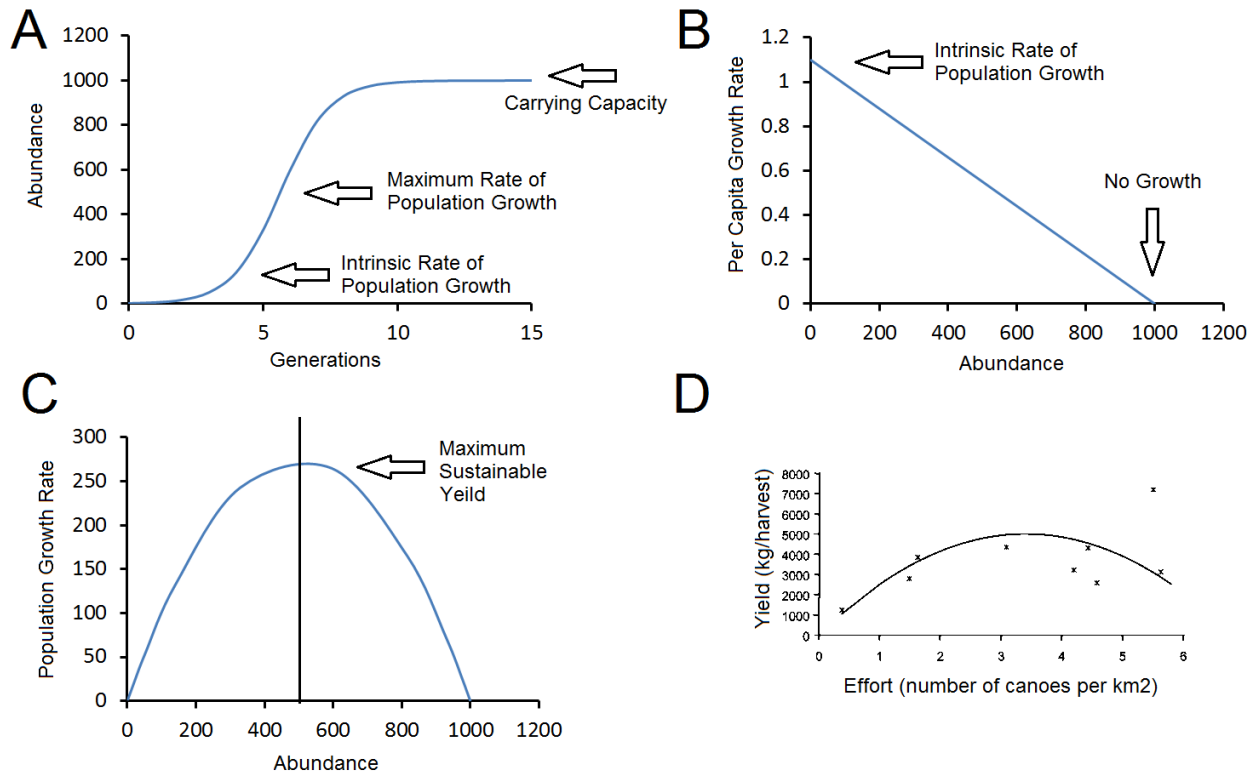 A
1200
1000
800
600
400
200
0
0 5 10 15
Abundance
Generations
Carrying Capacity
Maximum Rate of
Population Growth
Intrinsic Rate of
Population Growth
B
1.2
1
0.8
0.6
0.4
0.2
0
0 200 400 600 800 1000 1200
Per Capita Growth Rate
Abundance
Intrinsic Rate of
Population Growth
No Growth
C
300
250
200
150
100
50
0
0 200 400 600 800 1000 1200
Population Growth Rate
Abundance
Maximum
Sustainable
Yeild
D
8000
7000
6000
5000
4000
3000
2000
1000
0
0 1 2 3 4 5 6
Yield (kg/harvest)
Effort (number of canoes per km2)